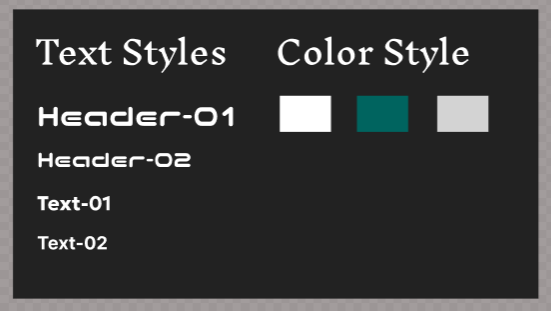 Text Styles
Color Style
Header-01
Header-02
Text-01
Text-02